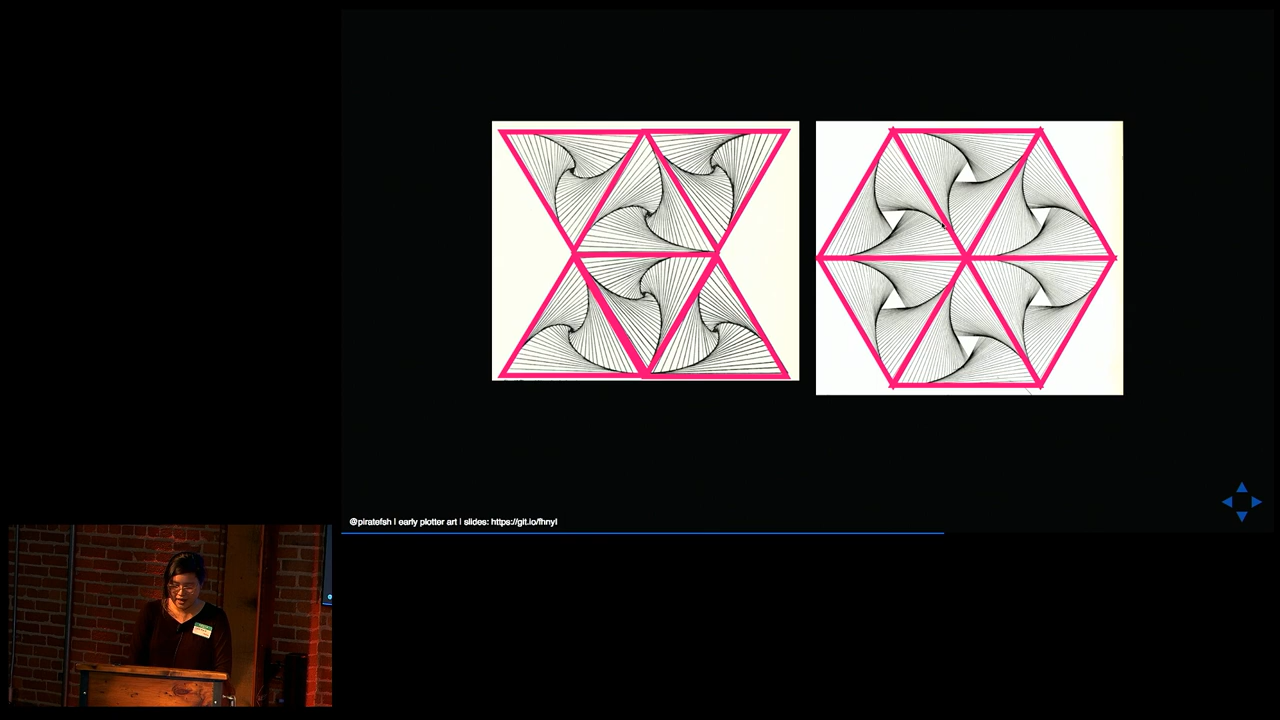 @piratefsh | early plotter art | slides: https://git.io/fhnyl